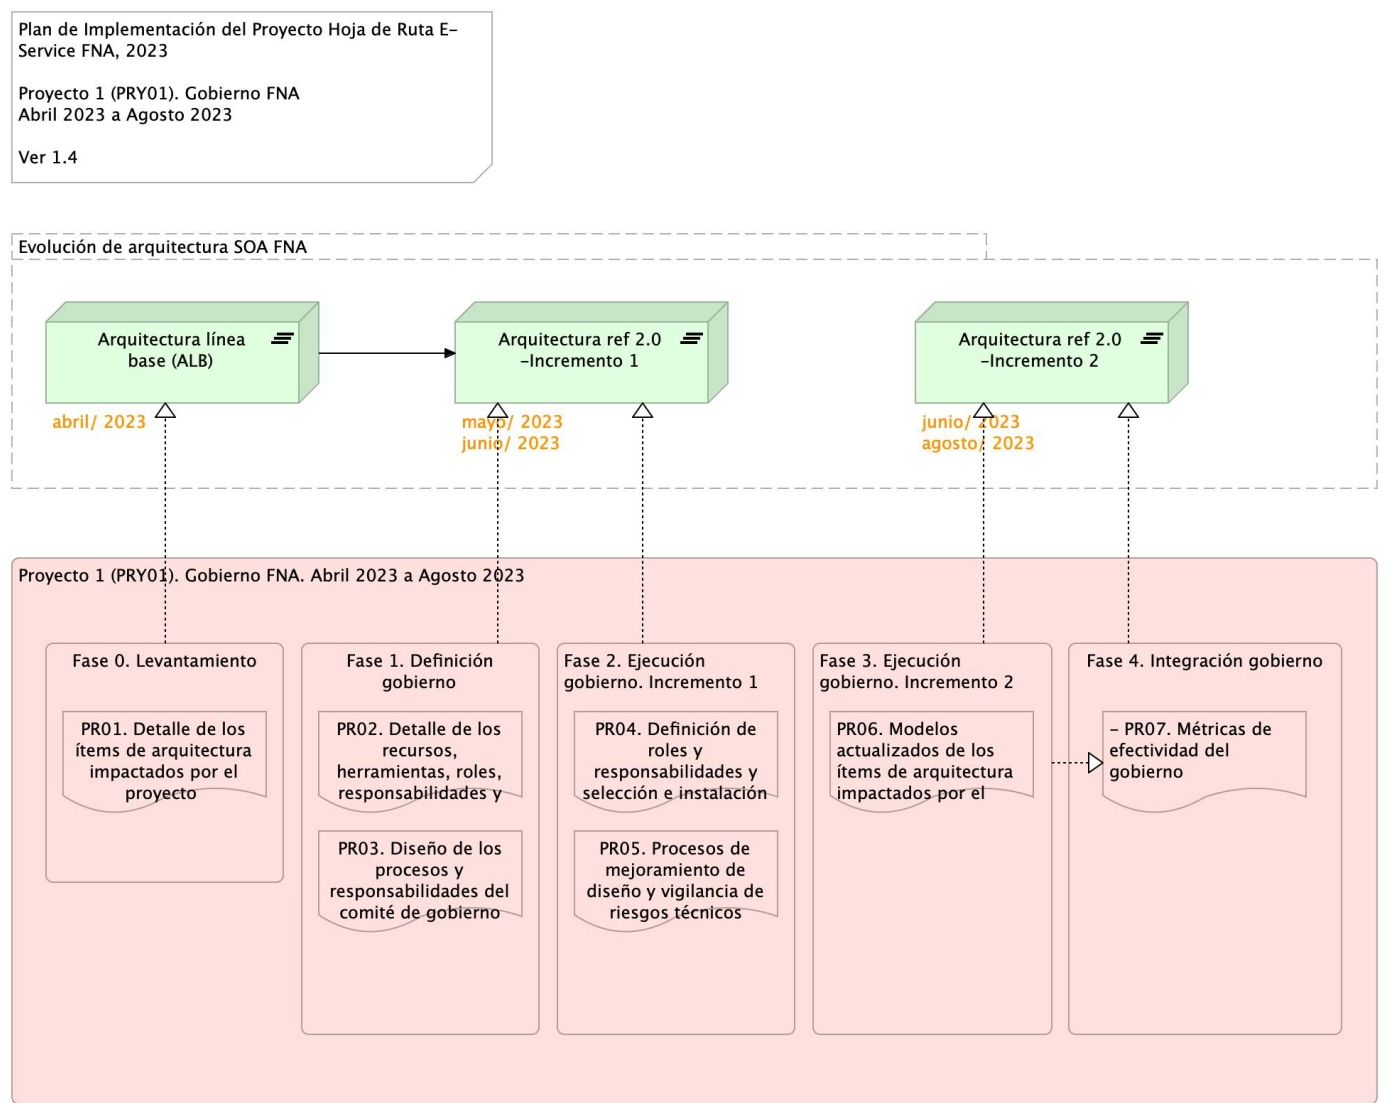 Plan de Implementación del Proyecto Hoja de Ruta E-
Service FNA, 2023
Proyecto 1 (PRY01). Gobierno FNA
Abril 2023 a Agosto 2023
Ver 1.4
Evolución de arquitectura SOA FNA
Arquitectura línea
base (ALB)
Arquitectura ref 2.0
-Incremento 1
Arquitectura ref 2.0
-Incremento 2
abril/ 2023
mayo/ 2023
junio/ 2023
junio/ 2023
agosto/ 2023
Proyecto 1 (PRY01). Gobierno FNA. Abril 2023 a Agosto 2023
Fase 0. Levantamiento
PR01. Detalle de los
ítems de arquitectura
impactados por el
proyecto
Fase 1. Definición
gobierno
PR02. Detalle de los
recursos,
herramientas, roles,
responsabilidades y
PR03. Diseño de los
procesos y
responsabilidades del
comité de gobierno
Fase 2. Ejecución
gobierno. Incremento 1
PR04. Definición de
roles y
responsabilidades y
selección e instalación
PR05. Procesos de
mejoramiento de
diseño y vigilancia de
riesgos técnicos
Fase 3. Ejecución
gobierno. Incremento 2
PR06. Modelos
actualizados de los
ítems de arquitectura
impactados por el
Fase 4. Integración gobierno
- PR07. Métricas de
efectividad del
gobierno